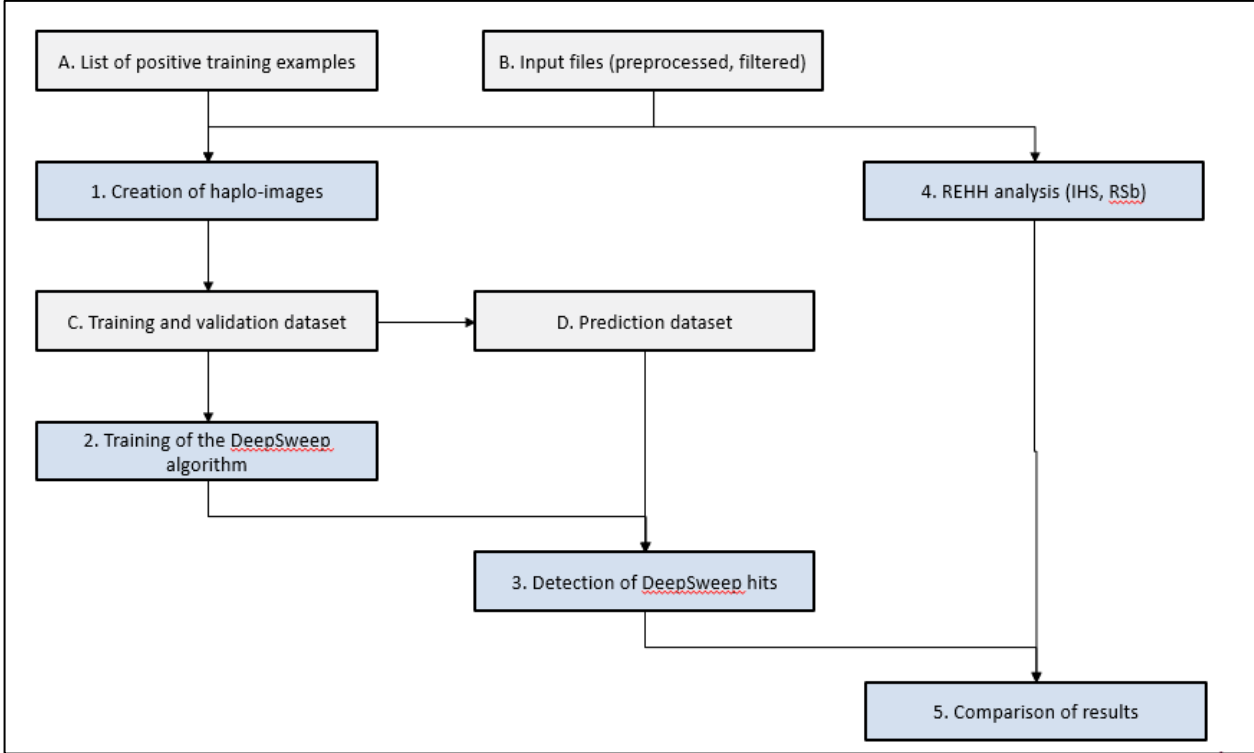 A. List of positive training examples
B. Input files (preprocessed, filtered)
1. Creation of haplo-images
4. REHH analysis (IHS, RSb)
C. Training and validation dataset
D. Prediction dataset
2. Training of the DeepSweep
algorithm
3. Detection of DeepSweep hits
5. Comparison of results